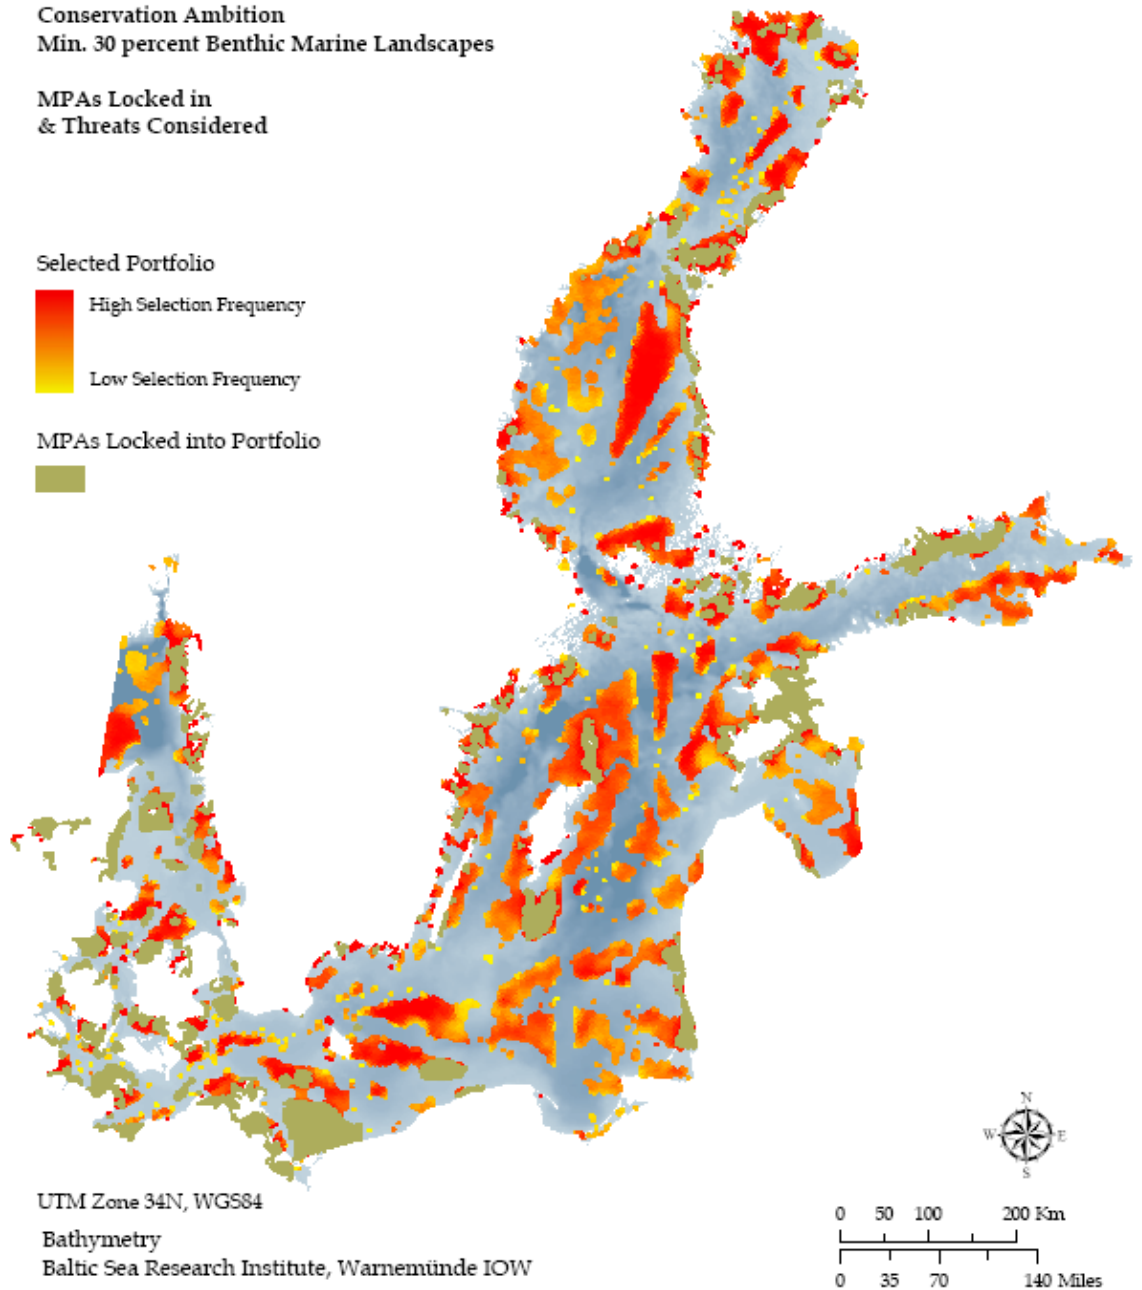 Conservation Ambition
Min. 30 percent Benthic Marine Landscapes
MPAs Locked in
& Threats Considered
Selected Portfolio
High Selection Frequency
Low Selection Frequency
MPAs Locked into Portfolio
N
W E
S
UTM Zone 34N, WGS84
Bathymetry
Baltic Sea Research Institute, Warnemünde IOW
0 50 100 200 Km
0 35 70 140 Miles